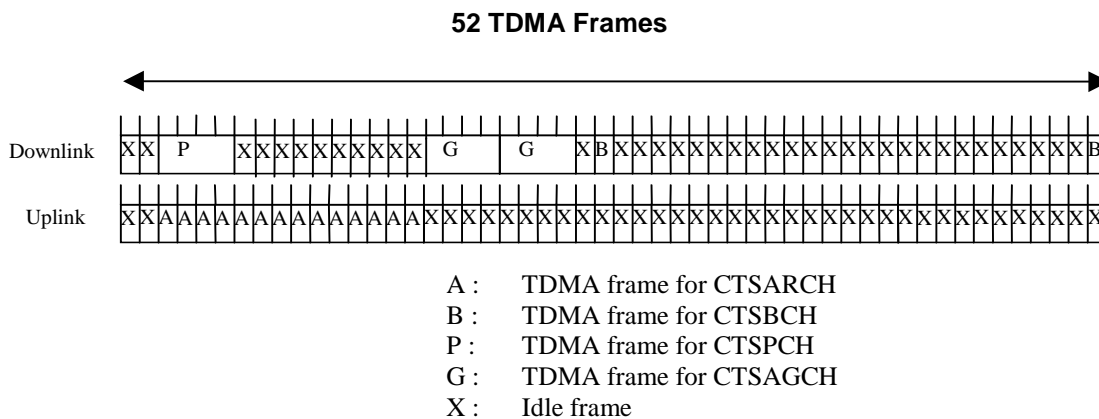 52 TDMA Frames
Downlink X X P X X X X X X X X X X G G X B X X X X X X X X X X X X X X X X X X X X X X X X X B
Uplink X X A A A A A A A A A A A A A A X X X X X X X X X X X X X X X X X X X X X X X X X X X X X X X X X X X X
A : TDMA frame for CTSARCH
B : TDMA frame for CTSBCH
P : TDMA frame for CTSPCH
G : TDMA frame for CTSAGCH
X : Idle frame